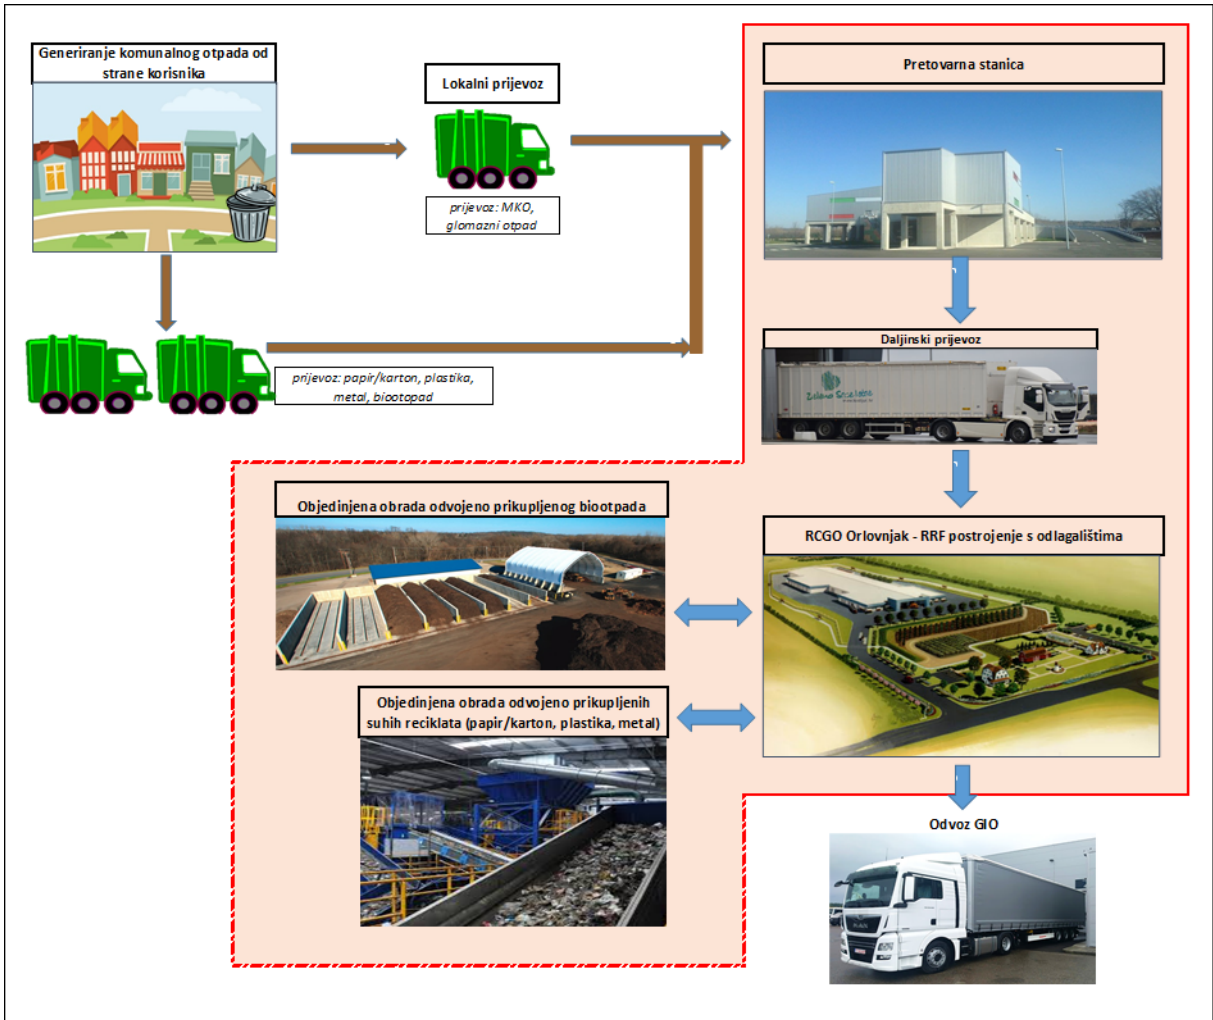 Generiranje komunalnog otpada od
strane korisnika
Lokalni prijevoz
prijevoz: MKO,
glomazni otpad
prijevoz: papir/karton, plastika,
metal, biootopad
Pretovarna stanica
Daljinski prijevoz
RCGO Orlovnjak - RRF postrojenje s odlagalištima
Objedinjena obrada odvojeno prikupljenog biootpada
Objedinjena obrada odvojeno prikupljenih
suhih reciklata (papir/karton, plastika, metal)
Odvoz GIO